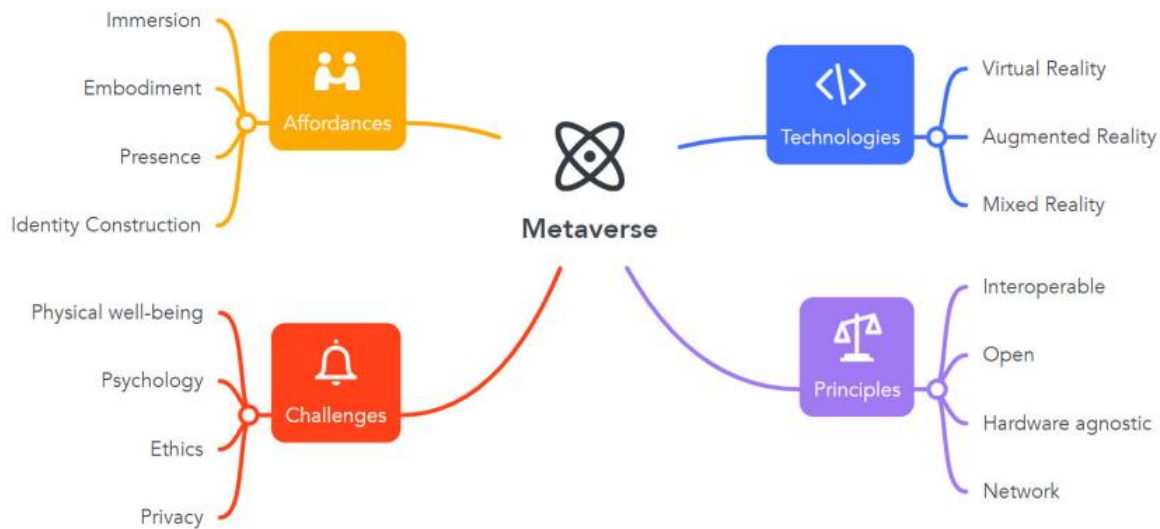 Immersion
Embodiment
Presence
Identity Construction
Affordances
Metaverse
Technologies
Virtual Reality
Augmented Reality
Mixed Reality
Physical well-being
Psychology
Ethics
Privacy
Challenges
Principles
Interoperable
Open
Hardware agnostic
Network